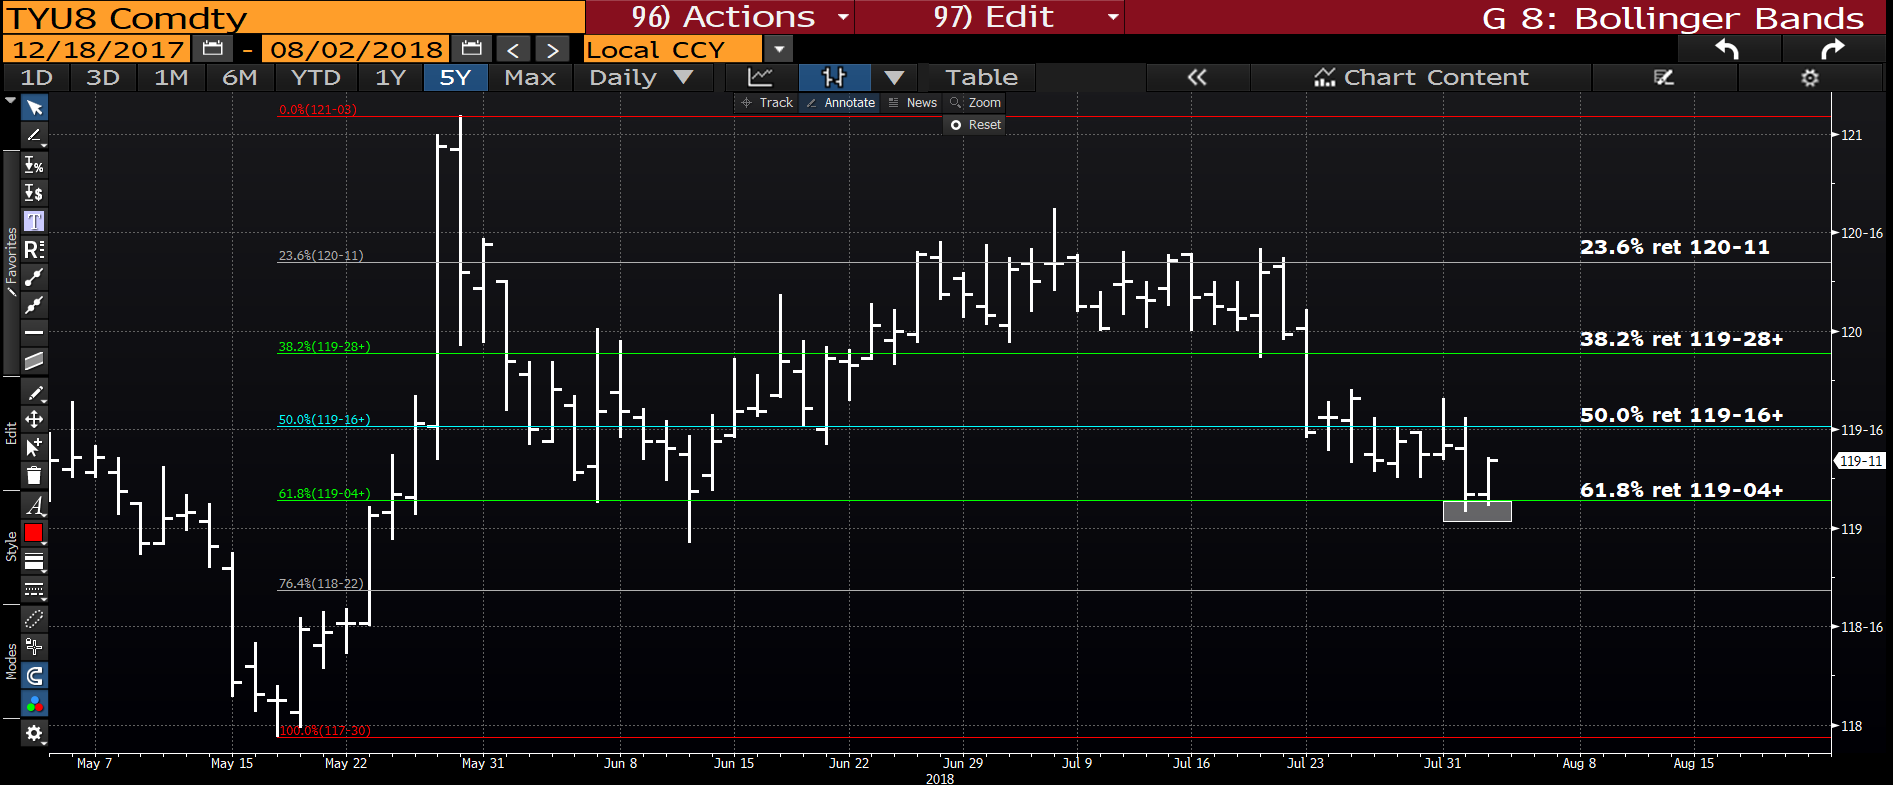 TYU8 Comdty 96) Actions 97) Edit G 8: Bollinger Bands
12/18/2017 - 08/02/2018 < > Local CCY
1D 3D 1M 6M YTD 1Y 5Y Max Daily Table « Chart Content
Track Annotate News Zoom
Reset
0.0%(121-03)
121
120-16
23.6% ret 120-11
23.6%(120-11)
120
38.2% ret 119-28+
38.2%(119-28+)
50.0% ret 119-16+
50.0%(119-16+)
119-16
119-11
61.8% ret 119-04+
61.8%(119-04+)
119
76.4%(118-22)
118-16
118
100.0%(117-30)
% 
$
T
R
A
Favorites
Edit
Style
Modes
May 7 May 15 May 22 May 31 Jun 8 Jun 15 Jun 22 Jun 29 Jul 9 Jul 16 Jul 23 Jul 31 Aug 8 Aug 15
2018